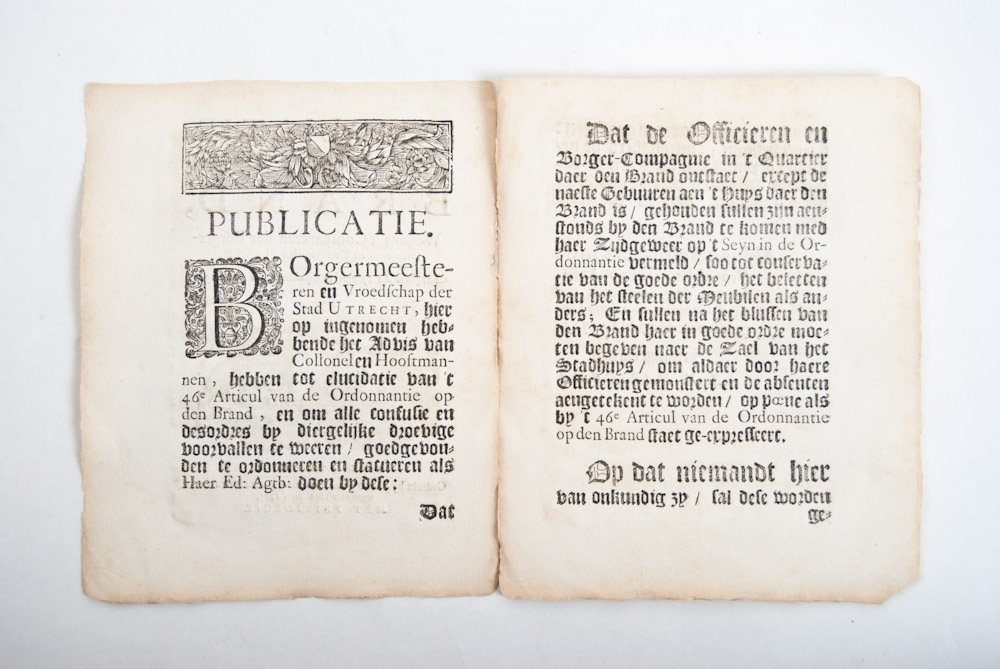 PUBLICATIE.
BOrgermeeste-
ren en Vroedschap der
Stad UTRECHT, hier
op ingenomen heb-
bende het Advis van
Collonel en Hooftman-
nen, hebben tot elucidatie van 't
46e Articul van de Ordonnantie op
den Brand, en om alle confusie en
desordres by diergelijke droevige
voorvallen te weeren / goedgevon-
den te ordonneren en statueren als
Haer Ed: Agtb: doen by dese:
Dat
Dat de Officieren en
Borger-Compagnie in 't Quartier
daer den Brand ontstaet / except de
naeste Gebuuren aen 't Huys daer den
Brand is / gehouden sullen zijn aen-
stonds by den Brand te komen med
haer Zijdgeweer op 't Seyn in de Or-
donnantie vermeld / soo tot conserva-
tie van de goede ordre / het beletten
van het steelen der Meubilen als an-
ders; En sullen na het blussen van
den Brand haer in goede ordre moe-
ten begeven naer de Zael van het
Stadhuys / om aldaer door haere
Officieren gemonstert en de absenten
aengetekent te worden / op pœne als
by 't 46e Articul van de Ordonnantie
op den Brand staet ge-expresseert.
Op dat niemandt hier
van onkundig zy / sal dese worden
ge-